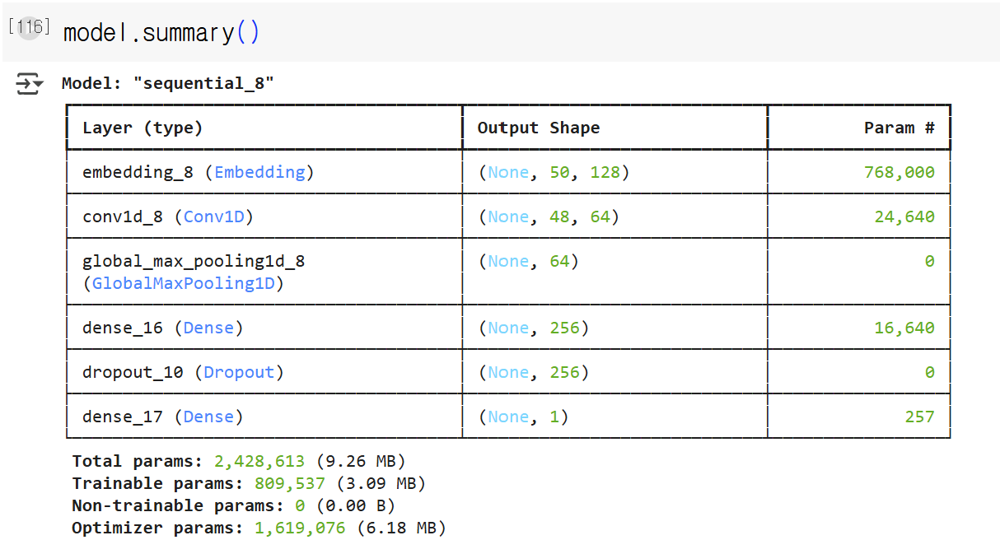 [116] model.summary()
Model: "sequential_8"
Layer (type) Output Shape Param #
embedding_8 (Embedding) (None, 50, 128) 768,000
conv1d_8 (Conv1D) (None, 48, 64) 24,640
global_max_pooling1d_8 (None, 64) 0
(GlobalMaxPooling1D)
dense_16 (Dense) (None, 256) 16,640
dropout_10 (Dropout) (None, 256) 0
dense_17 (Dense) (None, 1) 257
Total params: 2,428,613 (9.26 MB)
Trainable params: 809,537 (3.09 MB)
Non-trainable params: 0 (0.00 B)
Optimizer params: 1,619,076 (6.18 MB)